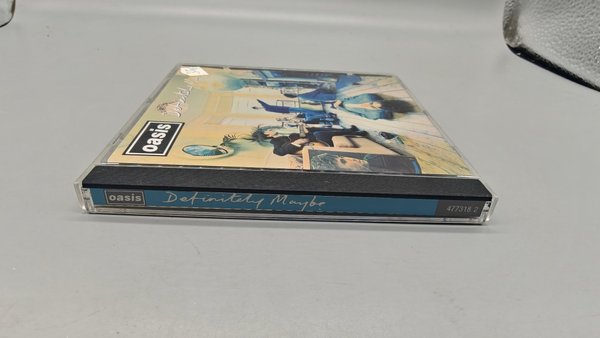 oasis
oasis
Definitely Maybe
477318 2